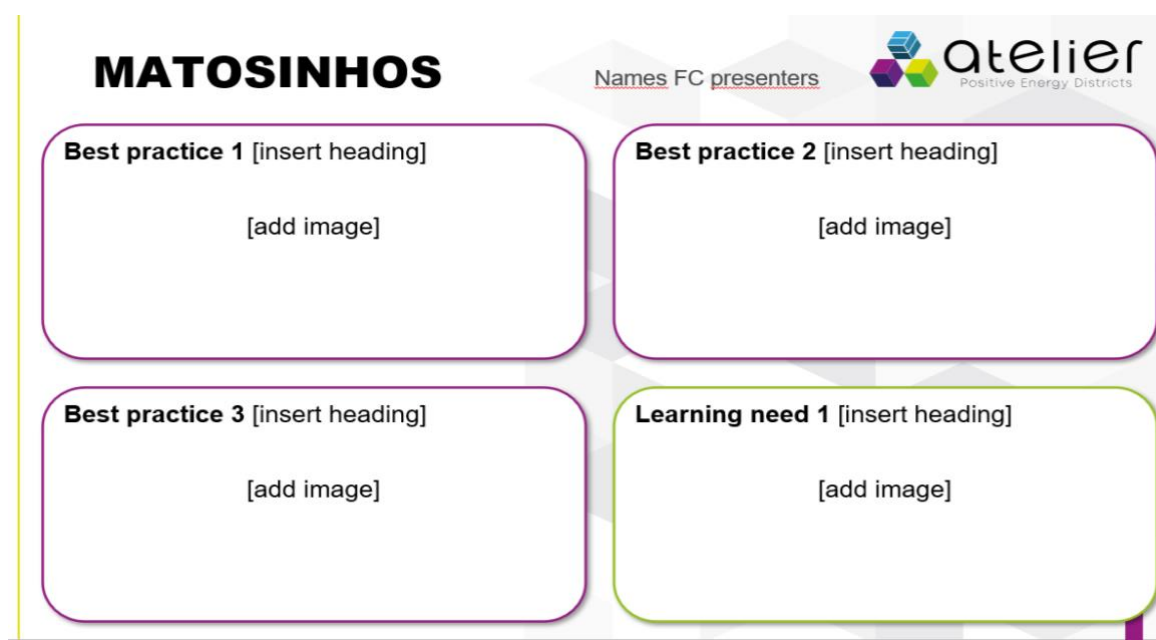 MATOSINHOS
Names FC presenters
atelier
Positive Energy Districts
Best practice 1 [insert heading]
[add image]
Best practice 2 [insert heading]
[add image]
Best practice 3 [insert heading]
[add image]
Learning need 1 [insert heading]
[add image]